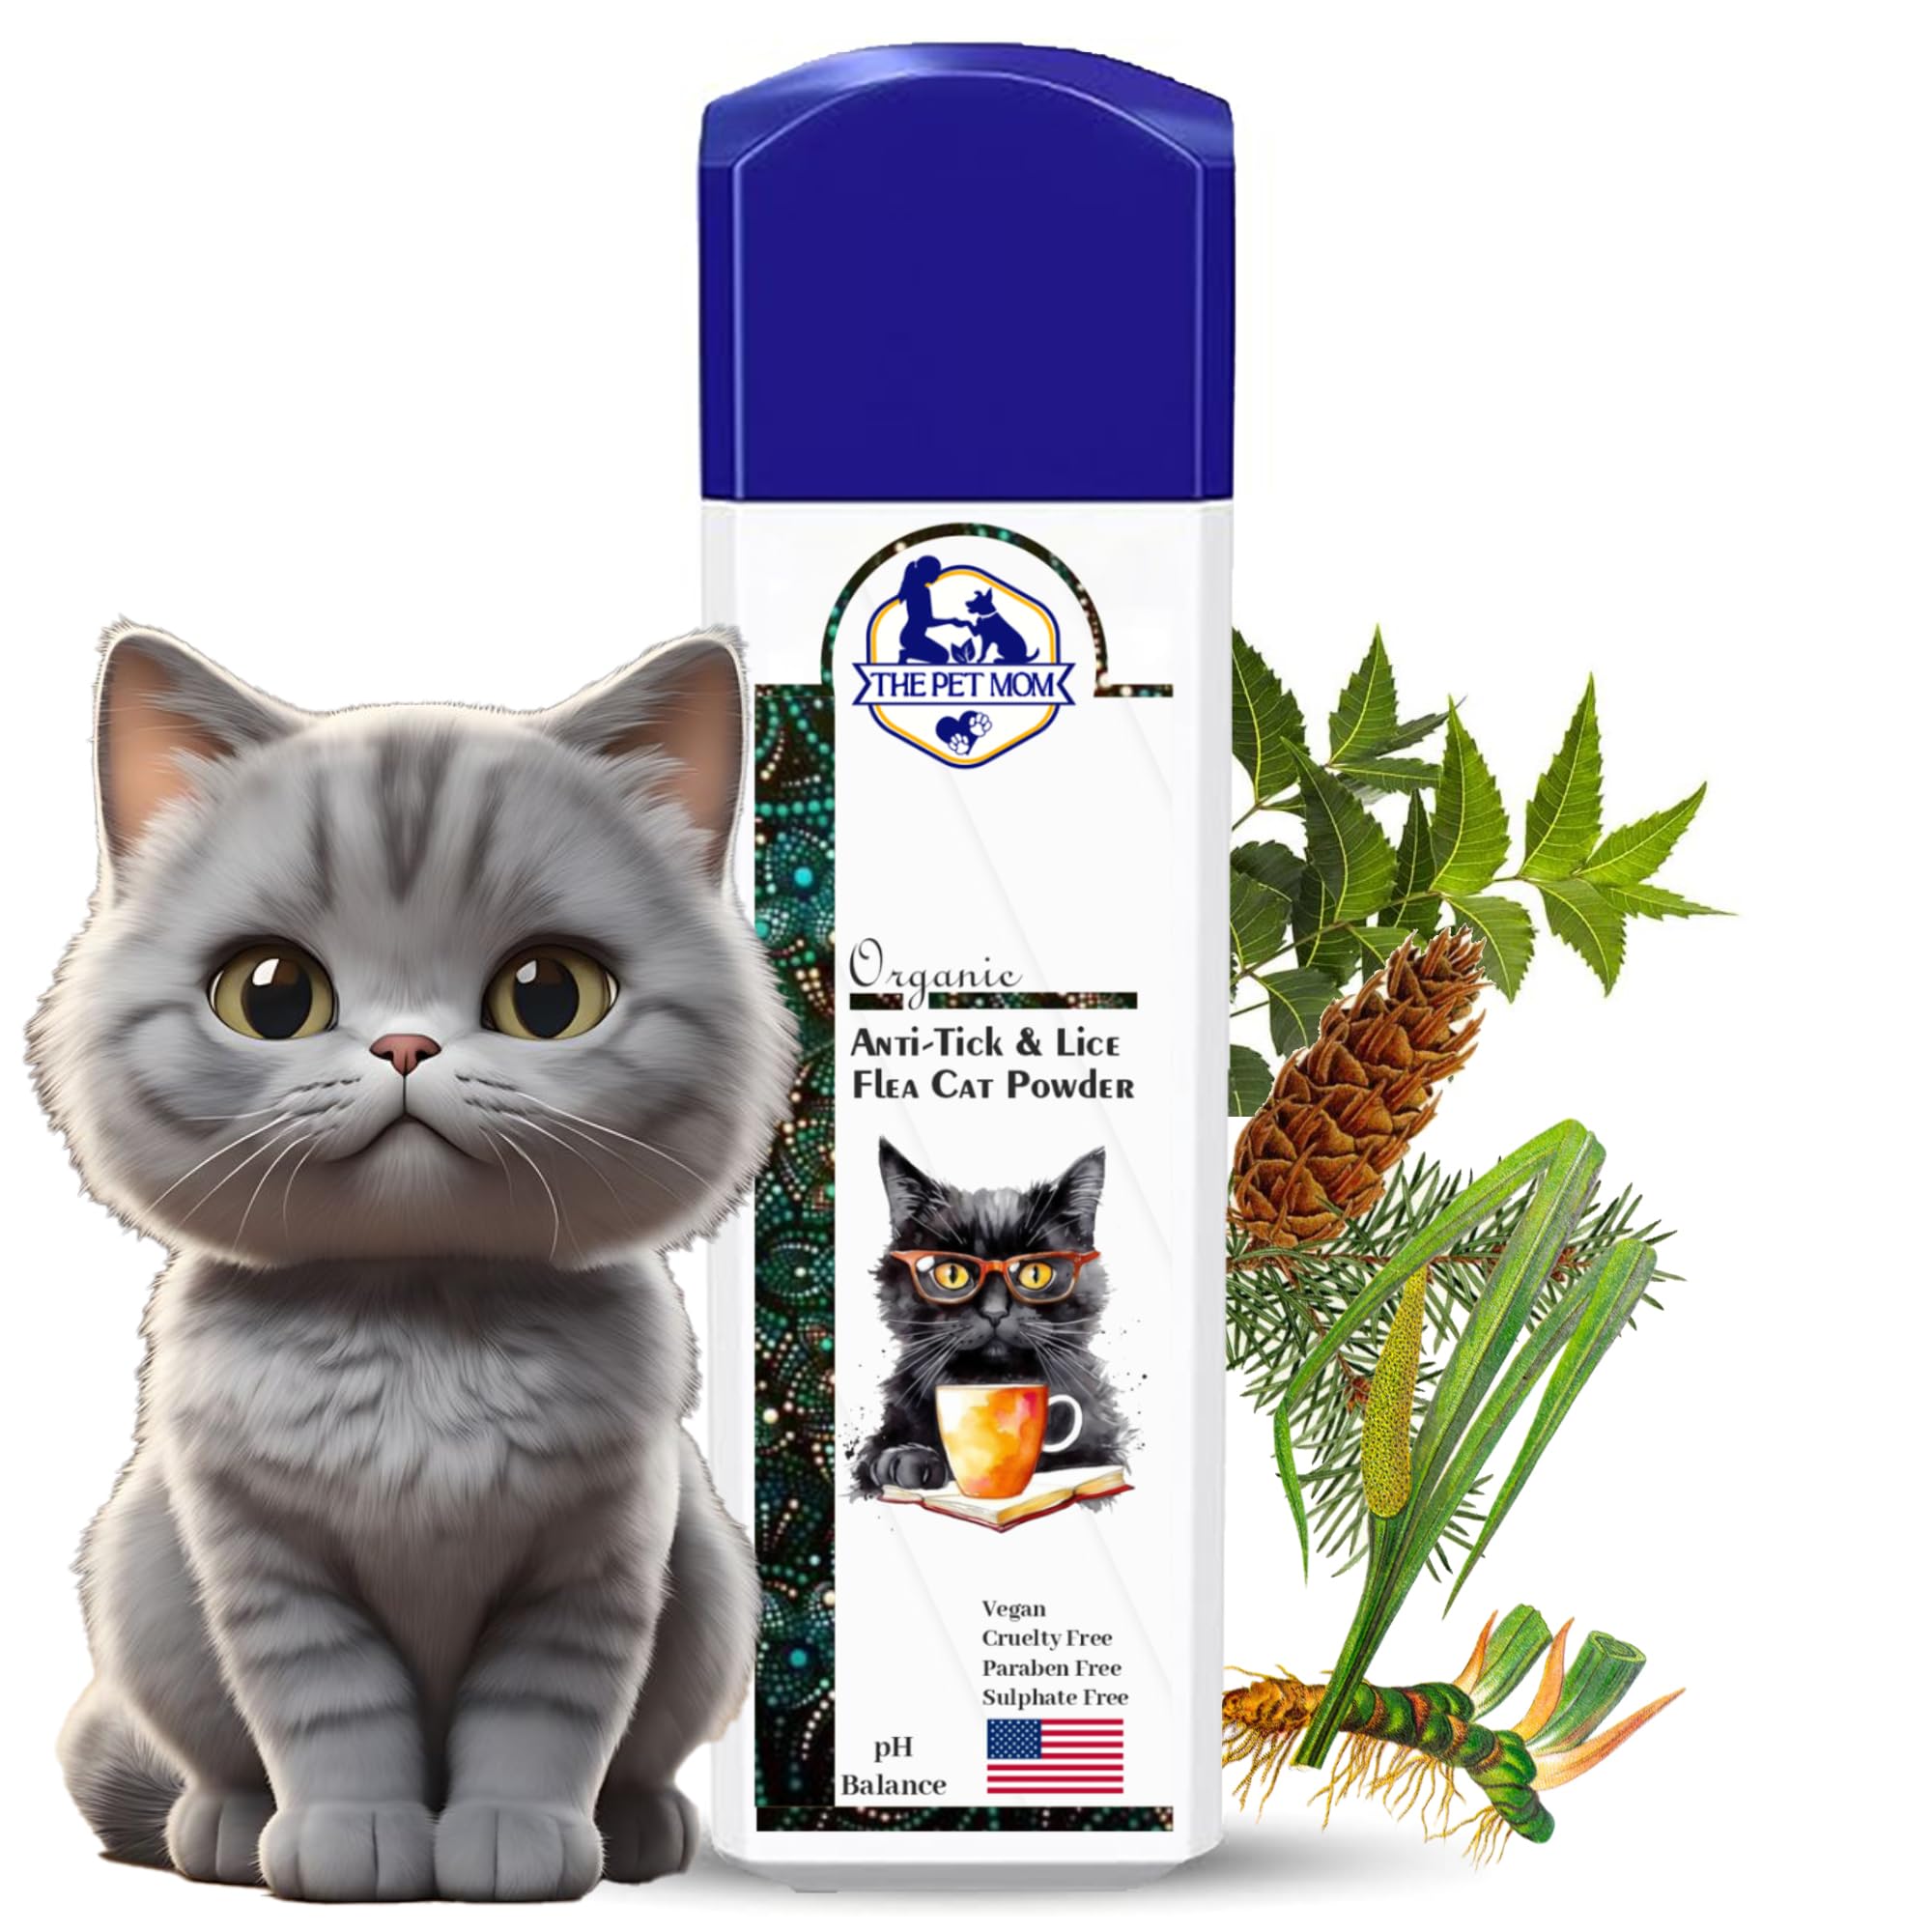 THE PET MOM
Organic
Anti-Tick & Lice
Flea Cat Powder
Vegan
Cruelty Free
Paraben Free
Sulphate Free
pH
Balance